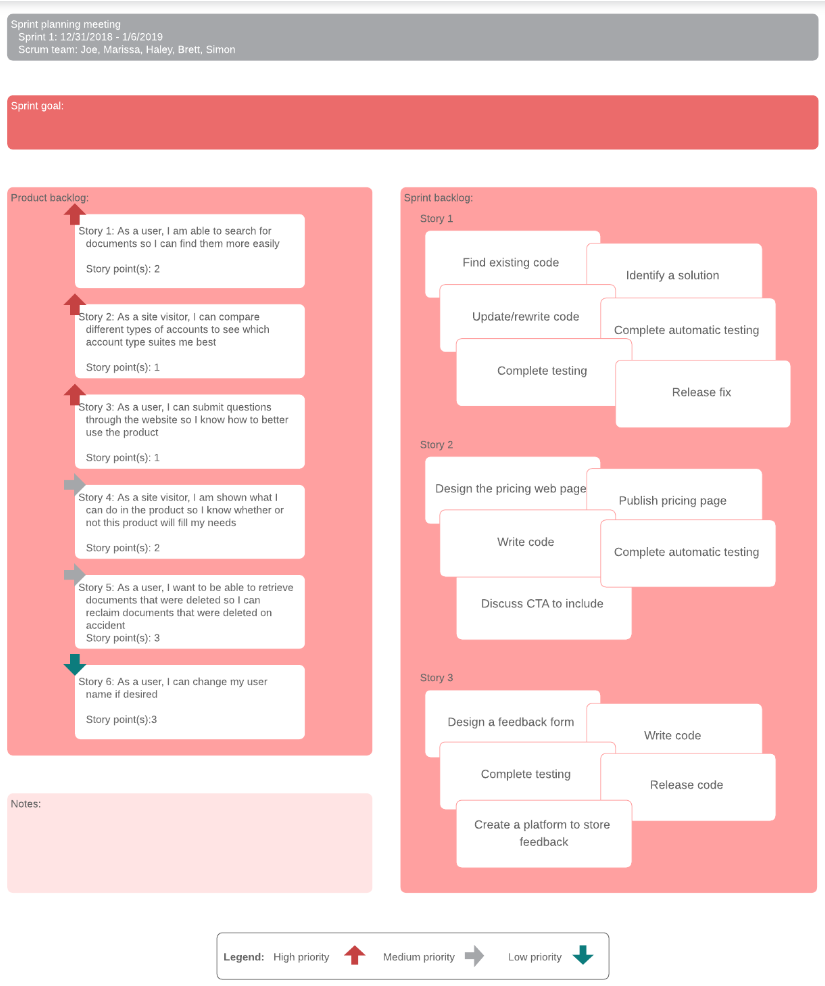 Sprint planning meeting
Sprint 1: 12/31/2018 - 1/6/2019
Scrum team: Joe, Marissa, Haley, Brett, Simon
Sprint goal:
Product backlog:
Story 1: As a user, I am able to search for
documents so I can find them more easily
Story point(s): 2
Story 2: As a site visitor, I can compare
different types of accounts to see which
account type suites me best
Story point(s): 1
Story 3: As a user, I can submit questions
through the website so I know how to better
use the product
Story point(s): 1
Story 4: As a site visitor, I am shown what I
can do in the product so I know whether or
not this product will fill my needs
Story point(s): 2
Story 5: As a user, I want to be able to retrieve
documents that were deleted so I can
reclaim documents that were deleted on
accident
Story point(s): 3
Story 6: As a user, I can change my user
name if desired
Story point(s):3
Notes:
Sprint backlog:
Story 1
Find existing code
Identify a solution
Update/rewrite code
Complete automatic testing
Complete testing
Release fix
Story 2
Design the pricing web page
Publish pricing page
Write code
Complete automatic testing
Discuss CTA to include
Story 3
Design a feedback form
Write code
Complete testing
Release code
Create a platform to store
feedback
Legend: High priority Medium priority Low priority